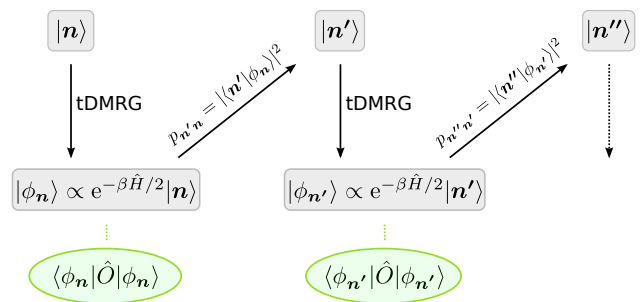 |n⟩ |n′⟩ |n′′⟩
tDMRG p_{n′n} = |⟨n′|ϕ_n⟩|² tDMRG p_{n′′n′} = |⟨n′′|ϕ_{n′}⟩|²
|ϕ_n⟩ ∝ e^{−βĤ/2}|n⟩ |ϕ_{n′}⟩ ∝ e^{−βĤ/2}|n′⟩
⟨ϕ_n|Ô|ϕ_n⟩ ⟨ϕ_{n′}|Ô|ϕ_{n′}⟩